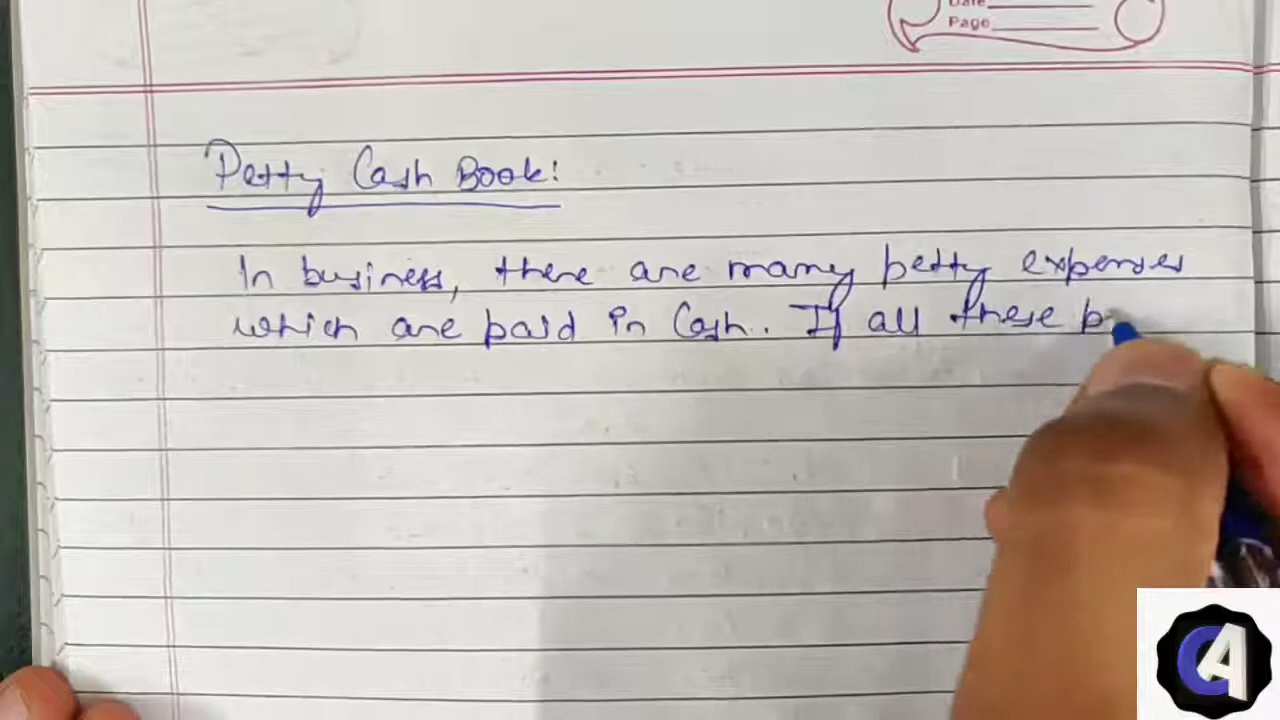 Date
Page
Petty Cash Book:
In business, there are many petty expenses
which are paid in Cash. If all these p
CA